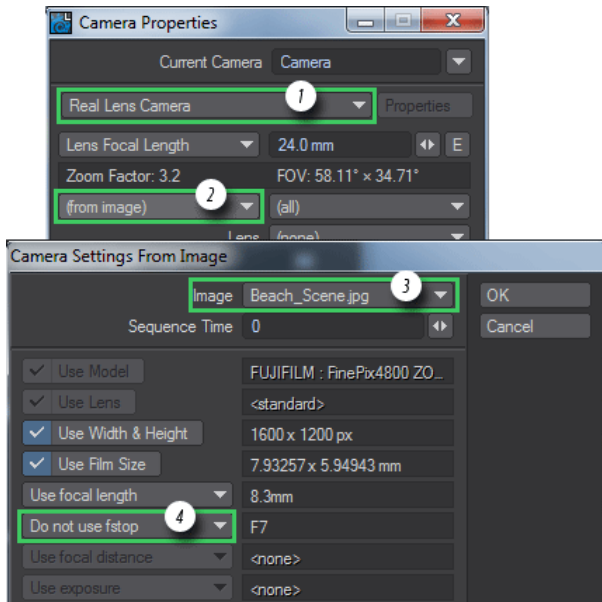 Camera Properties
Current Camera Camera
Real Lens Camera 1 Properties
Lens Focal Length 24.0 mm E
Zoom Factor: 3.2 FOV: 58.11° × 34.71°
(from image) 2 (all)
Lens (none)
Camera Settings From Image
Image Beach_Scene.jpg 3 OK
Sequence Time 0 Cancel
Use Model FUJIFILM : FinePix4800 ZO...
Use Lens <standard>
Use Width & Height 1600 x 1200 px
Use Film Size 7.93257 x 5.94943 mm
Use focal length 8.3mm
Do not use fstop 4 F7
Use focal distance <none>
Use exposure <none>